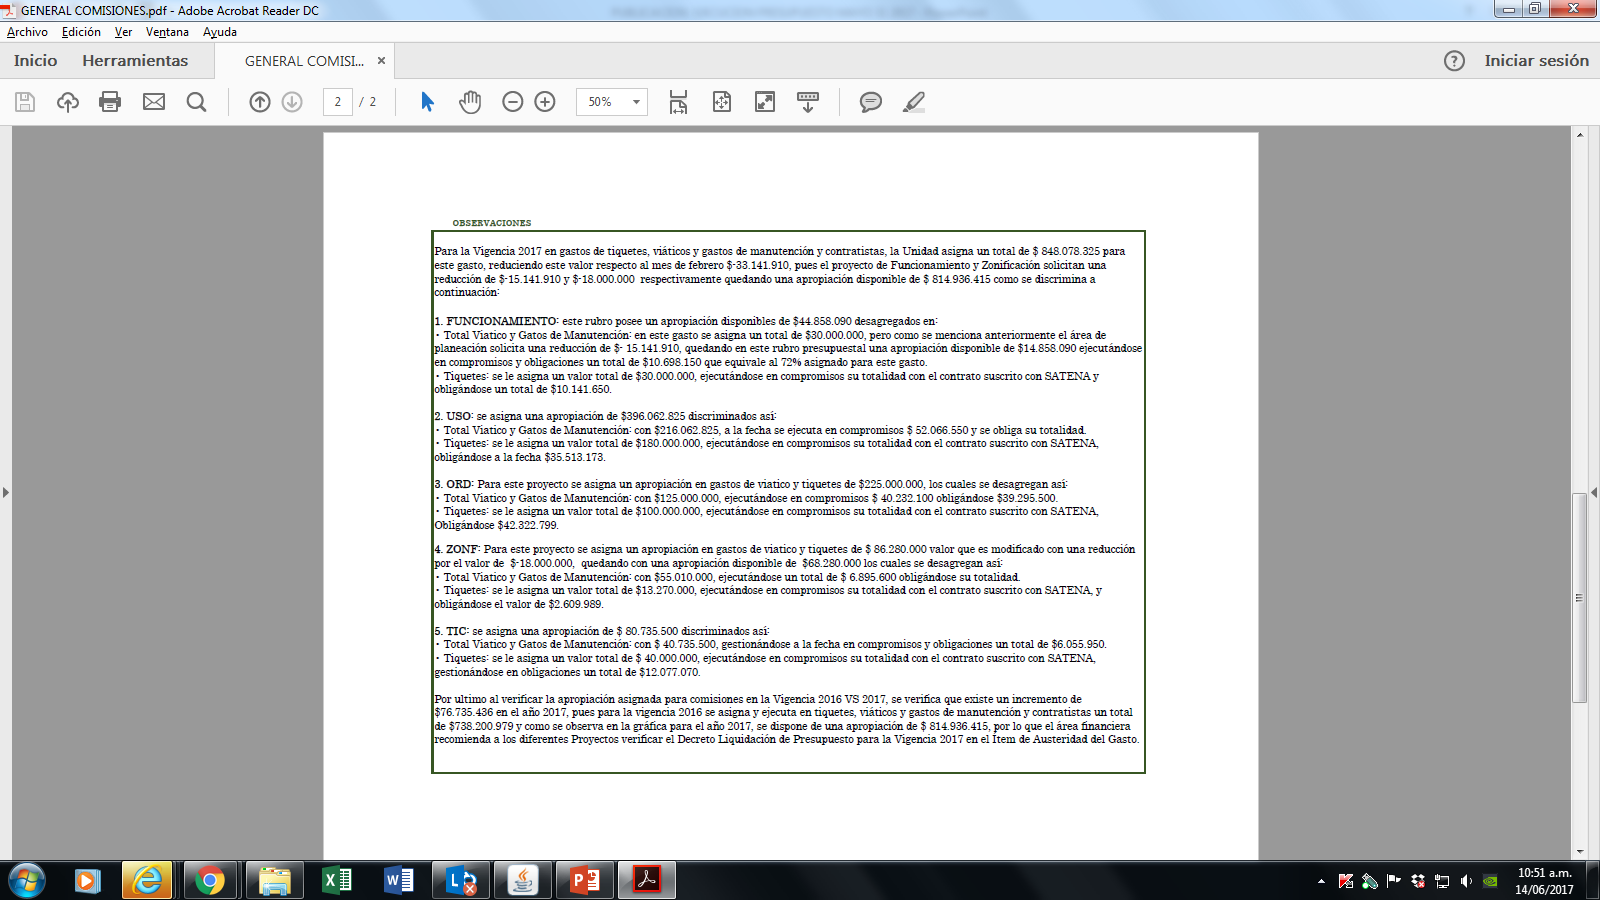 GENERAL COMISIONES.pdf - Adobe Acrobat Reader DC
Archivo Edición Ver Ventana Ayuda
Inicio Herramientas GENERAL COMISI... × Iniciar sesión
2 / 2 50%
OBSERVACIONES
Para la Vigencia 2017 en gastos de tiquetes, viáticos y gastos de manutención y contratistas, la Unidad asigna un total de $ 848.078.325 para
este gasto, reduciendo este valor respecto al mes de febrero $-33.141.910, pues el proyecto de Funcionamiento y Zonificación solicitan una
reducción de $-15.141.910 y $-18.000.000 respectivamente quedando una apropiación disponible de $ 814.936.415 como se discrimina a
continuación:
1. FUNCIONAMIENTO: este rubro posee un apropiación disponibles de $44.858.090 desagregados en:
• Total Viatico y Gatos de Manutención: en este gasto se asigna un total de $30.000.000, pero como se menciona anteriormente el área de
planeación solicita una reducción de $- 15.141.910, quedando en este rubro presupuestal una apropiación disponible de $14.858.090 ejecutándose
en compromisos y obligaciones un total de $10.698.150 que equivale al 72% asignado para este gasto.
• Tiquetes: se le asigna un valor total de $30.000.000, ejecutándose en compromisos su totalidad con el contrato suscrito con SATENA y
obligándose un total de $10.141.650.
2. USO: se asigna una apropiación de $396.062.825 discriminados así:
• Total Viatico y Gatos de Manutención: con $216.062.825, a la fecha se ejecuta en compromisos $ 52.066.550 y se obliga su totalidad.
• Tiquetes: se le asigna un valor total de $180.000.000, ejecutándose en compromisos su totalidad con el contrato suscrito con SATENA,
obligándose a la fecha $35.513.173.
3. ORD: Para este proyecto se asigna un apropiación en gastos de viatico y tiquetes de $225.000.000, los cuales se desagregan así:
• Total Viatico y Gatos de Manutención: con $125.000.000, ejecutándose en compromisos $ 40.232.100 obligándose $39.295.500.
• Tiquetes: se le asigna un valor total de $100.000.000, ejecutándose en compromisos su totalidad con el contrato suscrito con SATENA,
Obligándose $42.322.799.
4. ZONF: Para este proyecto se asigna un apropiación en gastos de viatico y tiquetes de $ 86.280.000 valor que es modificado con una reducción
por el valor de $-18.000.000, quedando con una apropiación disponible de $68.280.000 los cuales se desagregan así:
• Total Viatico y Gatos de Manutención: con $55.010.000, ejecutándose un total de $ 6.895.600 obligándose su totalidad.
• Tiquetes: se le asigna un valor total de $13.270.000, ejecutándose en compromisos su totalidad con el contrato suscrito con SATENA, y
obligándose el valor de $2.609.989.
5. TIC: se asigna una apropiación de $ 80.735.500 discriminados así:
• Total Viatico y Gatos de Manutención: con $ 40.735.500, gestionándose a la fecha en compromisos y obligaciones un total de $6.055.950.
• Tiquetes: se le asigna un valor total de $ 40.000.000, ejecutándose en compromisos su totalidad con el contrato suscrito con SATENA,
gestionándose en obligaciones un total de $12.077.070.
Por ultimo al verificar la apropiación asignada para comisiones en la Vigencia 2016 VS 2017, se verifica que existe un incremento de
$76.735.436 en el año 2017, pues para la vigencia 2016 se asigna y ejecuta en tiquetes, viáticos y gastos de manutención y contratistas un total
de $738.200.979 y como se observa en la gráfica para el año 2017, se dispone de una apropiación de $ 814.936.415, por lo que el área financiera
recomienda a los diferentes Proyectos verificar el Decreto Liquidación de Presupuesto para la Vigencia 2017 en el Item de Austeridad del Gasto.
10:51 a.m.
14/06/2017